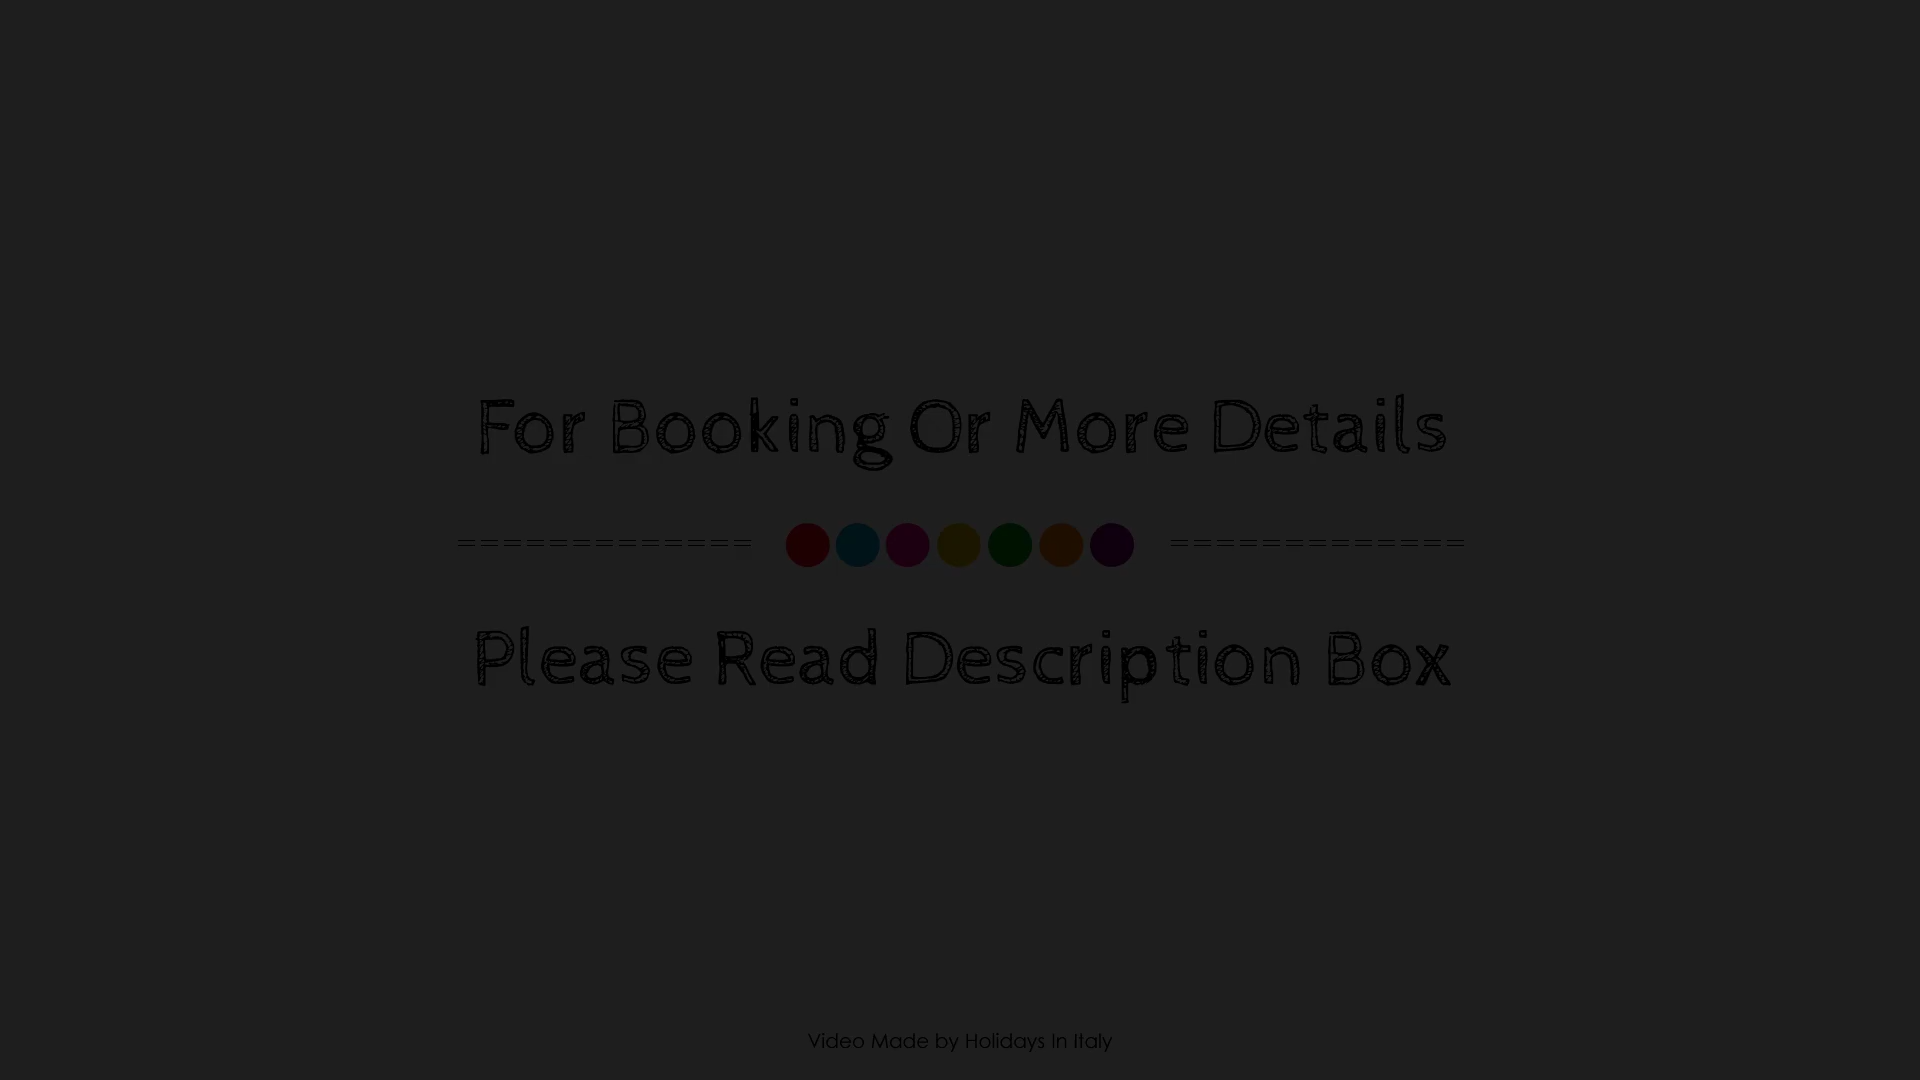 For Booking Or More Details
============= =============
Please Read Description Box
Video Made by Holidays In Italy